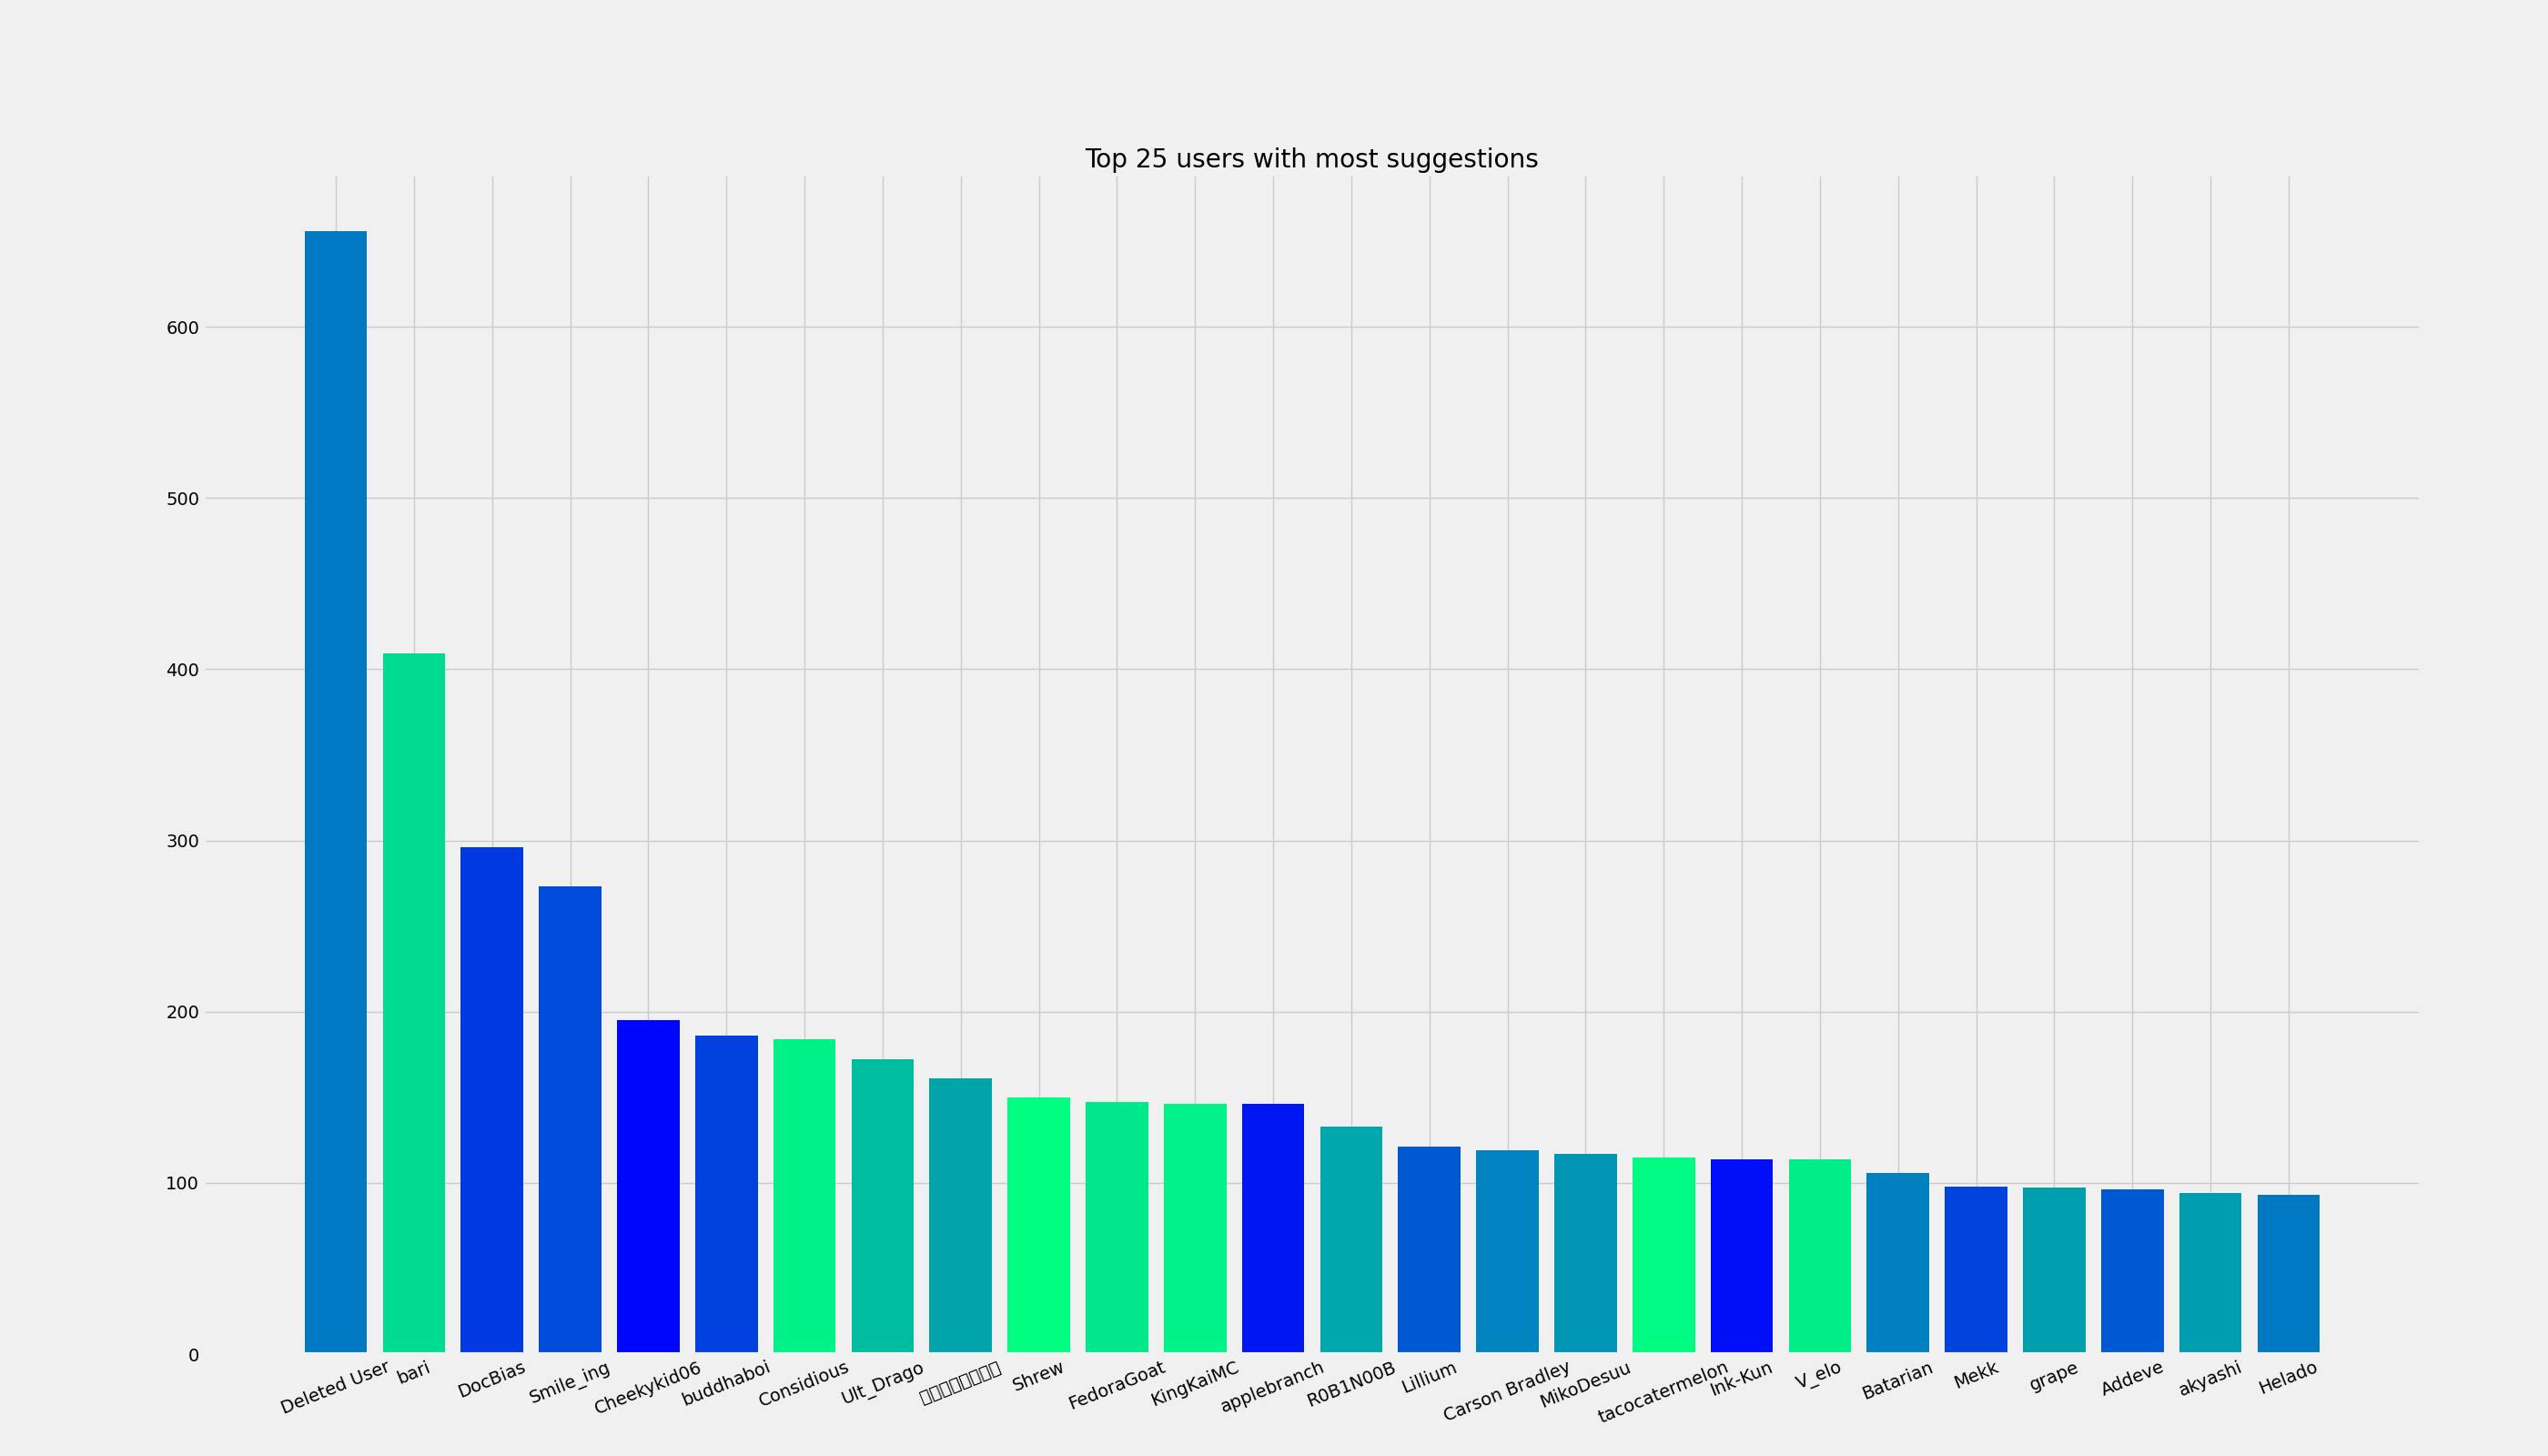 Top 25 users with most suggestions
600
500
400
300
200
100
0
Deleted User
bari
DocBias
Smile_ing
Cheekykid06
buddhaboi
Considious
Ult_Drago
Shrew
FedoraGoat
KingKaiMC
applebranch
R0B1N00B
Lillium
Carson Bradley
MikoDesuu
tacocatermelon
Ink-Kun
V_elo
Batarian
Mekk
grape
Addeve
akyashi
Helado